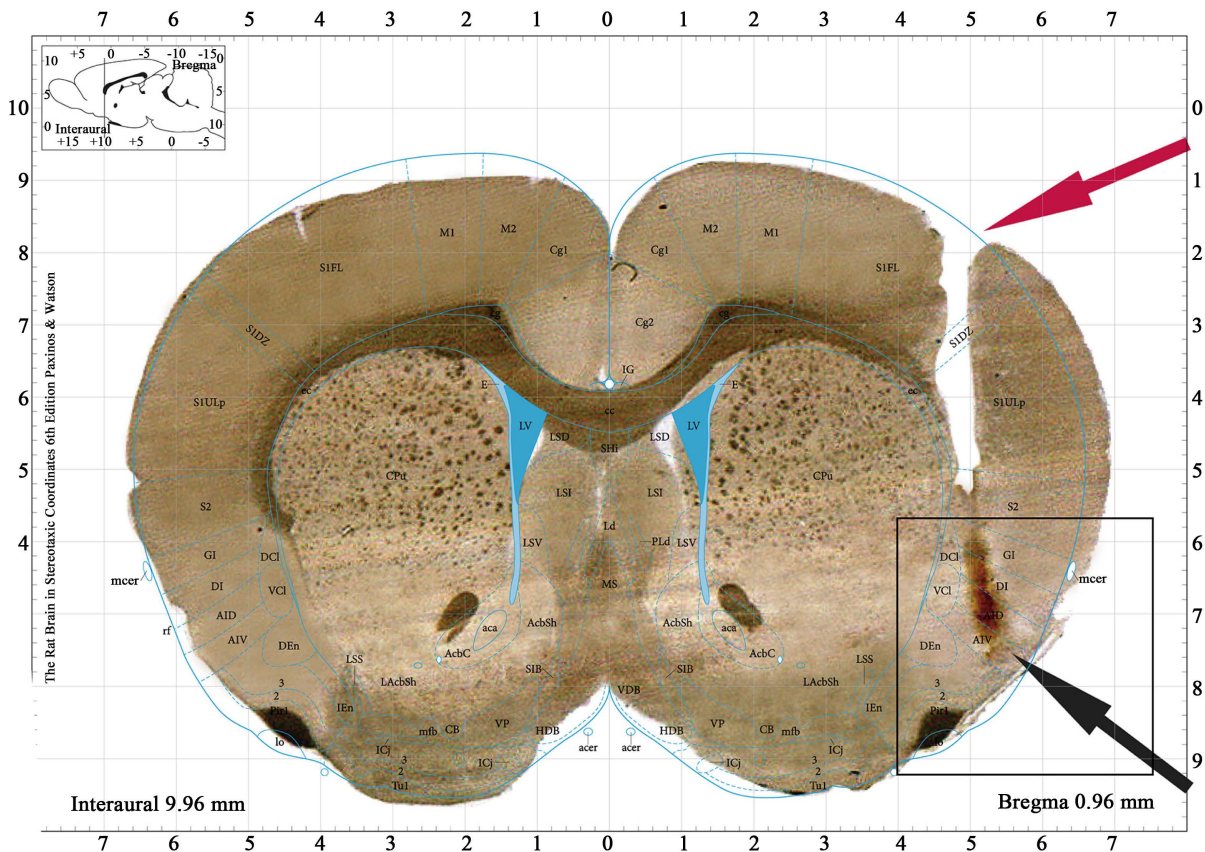 7 6 5 4 3 2 1 0 1 2 3 4 5 6 7
+5 0 -5 -10 -15
10 Bregma 0
5 5
0 Interaural 10
+15 +10 +5 0 -5
10 0
9 1
M1 M2 M2 M1
8 Cg1 Cg1 2
S1FL S1FL
7 Cg2 3
S1DZ cg cg S1DZ
IG
ec E E ec
6 S1ULp cc S1ULp 4
LV LSD LSD LV
SHi
5 CPu CPu 5
LSI LSI
S2 S2
Ld
4 LSV PLd LSV 6
GI DCl DCl GI
mcer DI VCl MS VCl DI mcer
AID AcbSh AcbSh AID 7
rf AIV aca aca AIV
DEn AcbC AcbC DEn
LSS SIB SIB LSS
3 LAcbSh LAcbSh 3
2 VDB 2 8
Pir1 IEn IEn
lo mfb CB VP HDB HDB VP CB mfb lo
ICj acer acer ICj
3 ICj ICj 3 9
2 2
Tu1 Tu1
The Rat Brain in Stereotaxic Coordinates 6th Edition Paxinos & Watson
Interaural 9.96 mm Bregma 0.96 mm
7 6 5 4 3 2 1 0 1 2 3 4 5 6 7